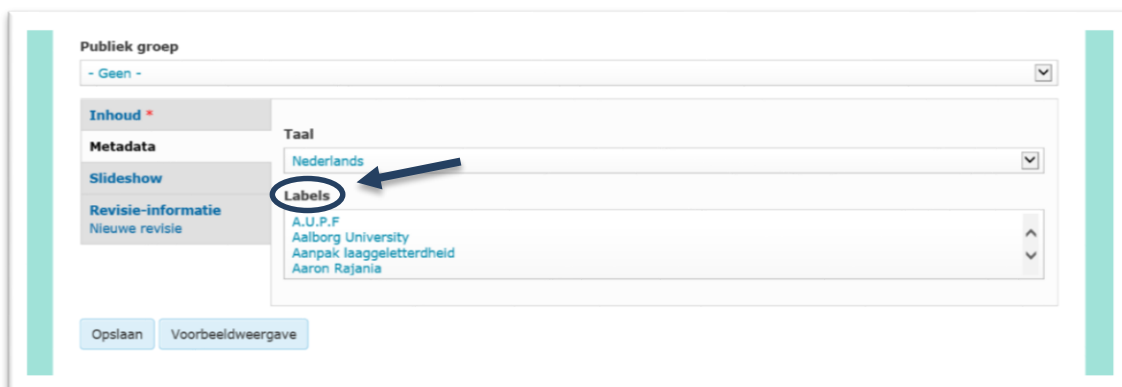 Publiek groep
- Geen -
Inhoud *
Metadata
Slideshow
Revisie-informatie
Nieuwe revisie
Taal
Nederlands
Labels
A.U.P.F
Aalborg University
Aanpak laaggeletterdheid
Aaron Rajania
Opslaan
Voorbeeldweergave